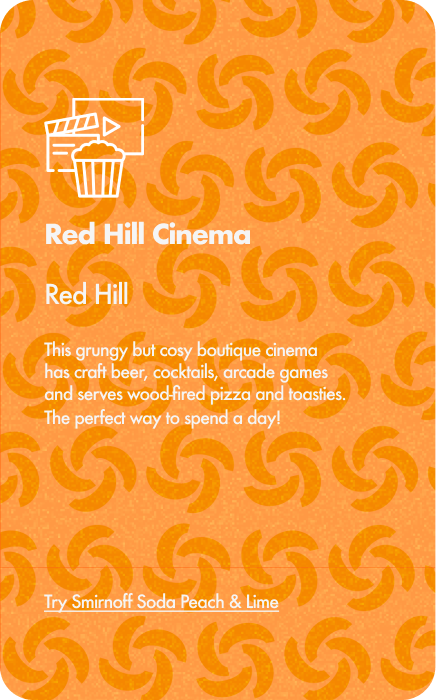 Red Hill Cinema
Red Hill
This grungy but cosy boutique cinema
has craft beer, cocktails, arcade games
and serves wood-fired pizza and toasties.
The perfect way to spend a day!
Try Smirnoff Soda Peach & Lime